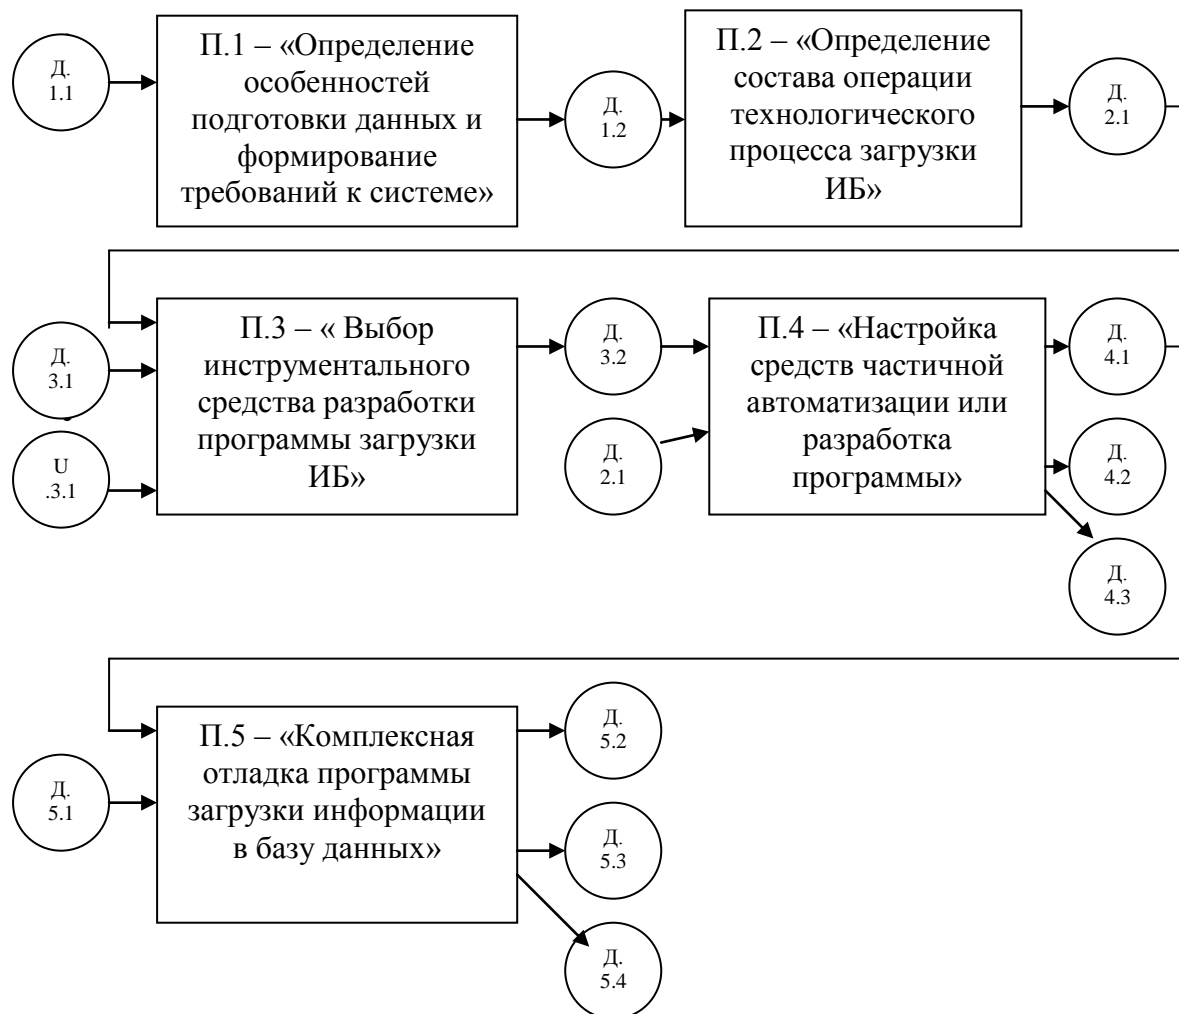 Д.
1.1
П.1 – «Определение
особенностей
подготовки данных и
формирование
требований к системе»
Д.
1.2
П.2 – «Определение
состава операции
технологического
процесса загрузки
ИБ»
Д.
2.1
Д.
3.1
U
.3.1
П.3 – « Выбор
инструментального
средства разработки
программы загрузки
ИБ»
Д.
3.2
Д.
2.1
П.4 – «Настройка
средств частичной
автоматизации или
разработка
программы»
Д.
4.1
Д.
4.2
Д.
4.3
Д.
5.1
П.5 – «Комплексная
отладка программы
загрузки информации
в базу данных»
Д.
5.2
Д.
5.3
Д.
5.4